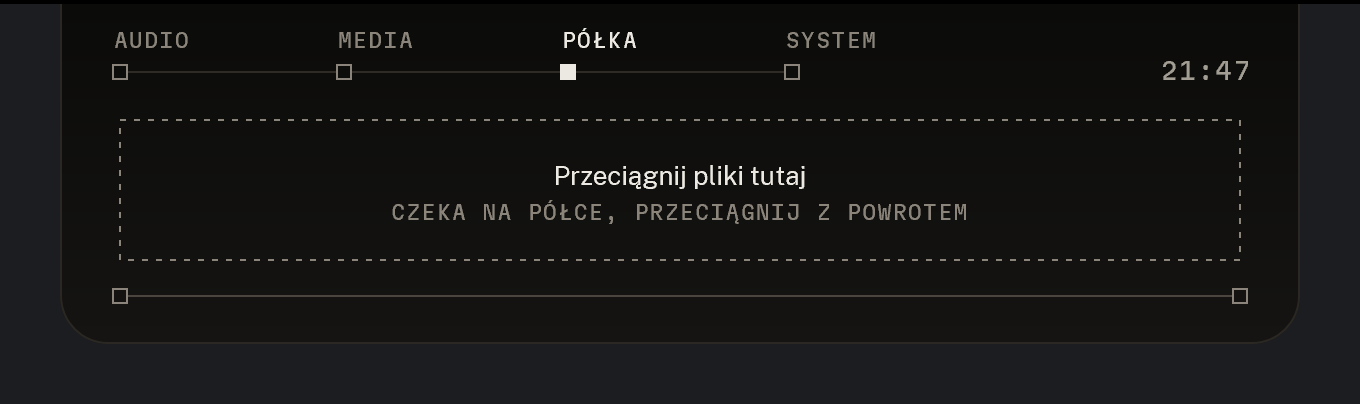 AUDIO MEDIA PÓŁKA SYSTEM
21:47
Przeciągnij pliki tutaj
CZEKA NA PÓŁCE, PRZECIĄGNIJ Z POWROTEM